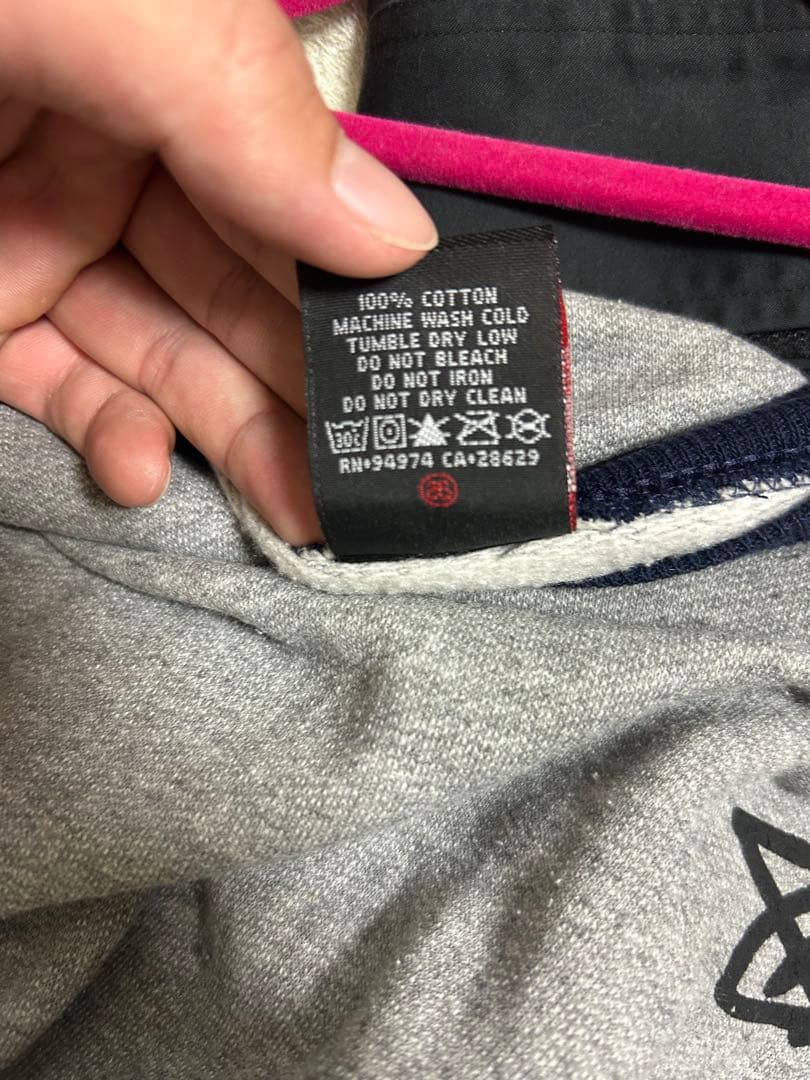 100% COTTON
MACHINE WASH COLD
TUMBLE DRY LOW
DO NOT BLEACH
DO NOT IRON
DO NOT DRY CLEAN
30c
RN•94974 CA•28629